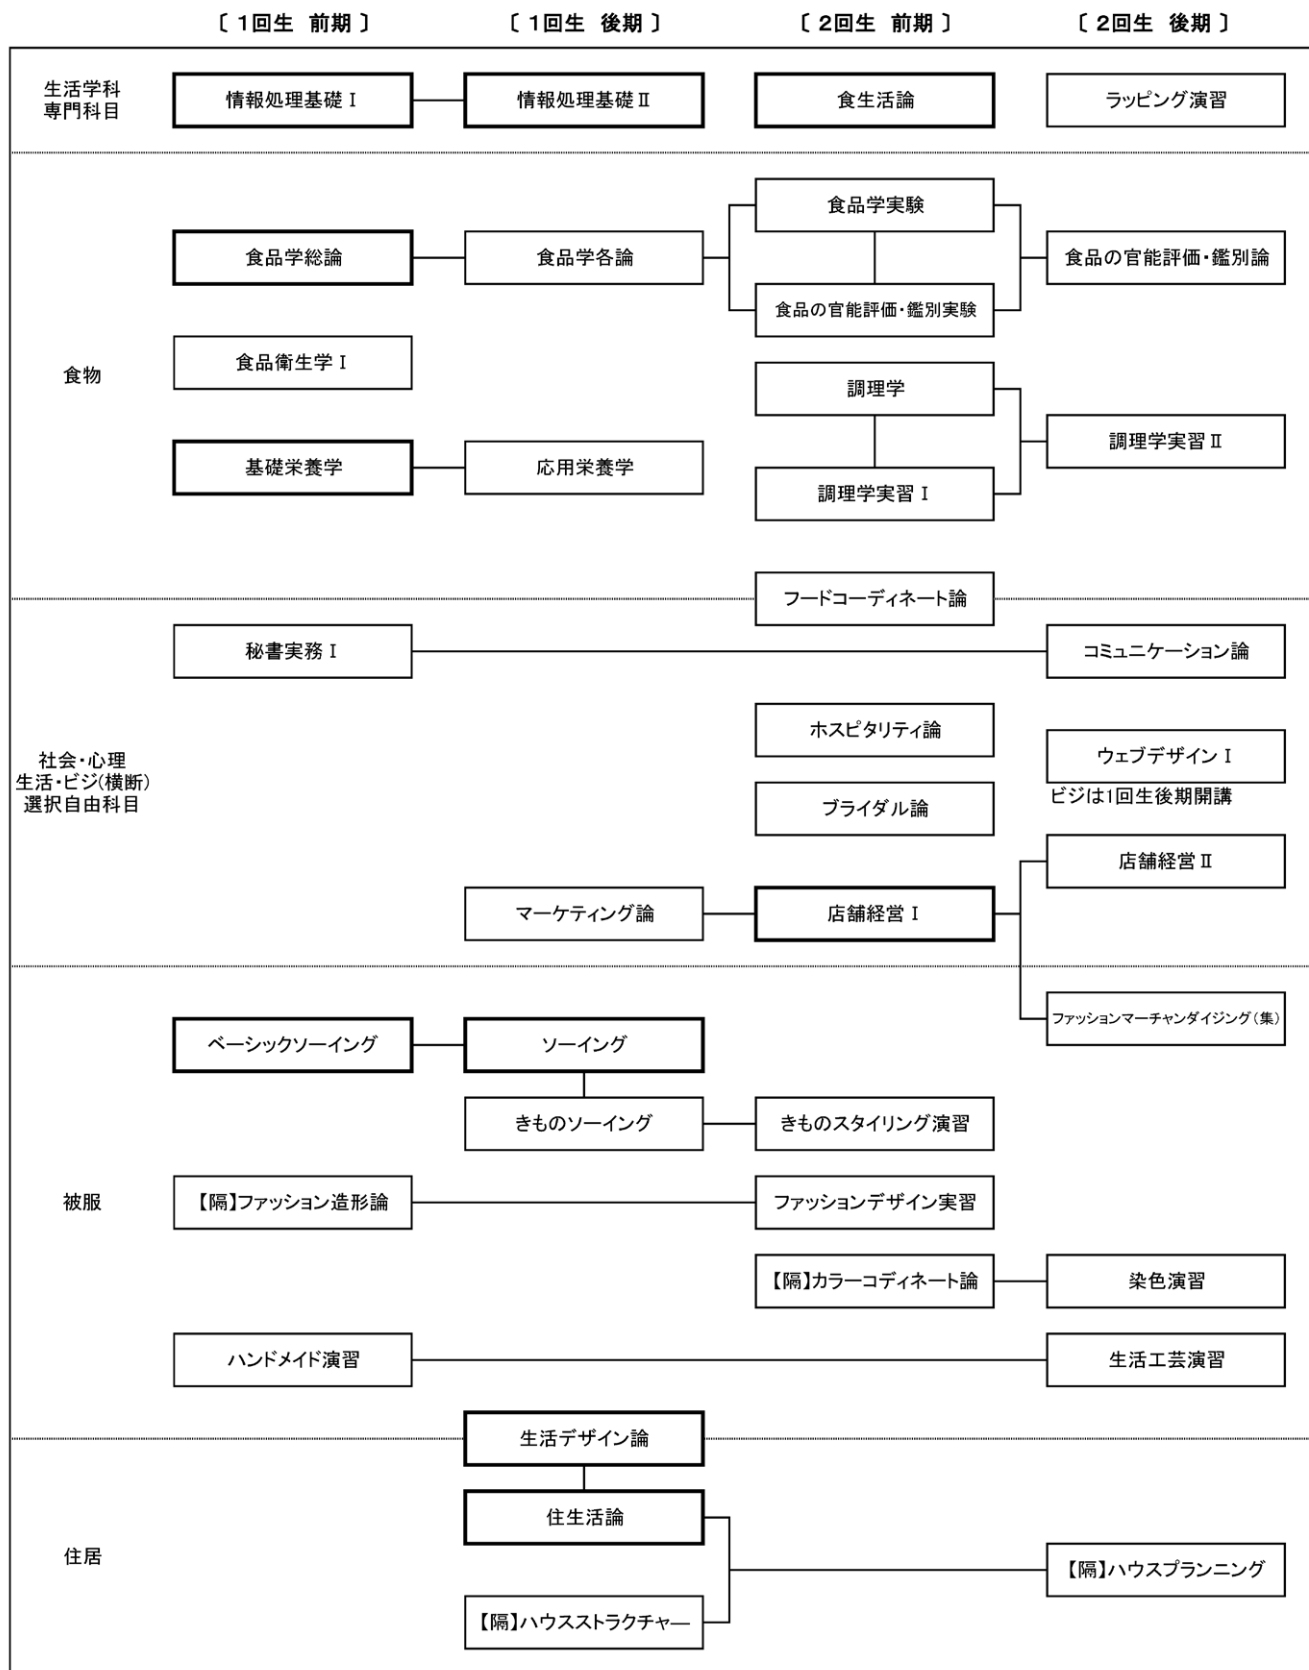 〔 1回生 前期 〕
〔 1回生 後期 〕
〔 2回生 前期 〕
〔 2回生 後期 〕
生活学科
専門科目
情報処理基礎Ⅰ
情報処理基礎Ⅱ
食生活論
ラッピング演習
食物
食品学実験
食品学総論
食品学各論
食品の官能評価・鑑別論
食品の官能評価・鑑別実験
食品衛生学Ⅰ
調理学
調理学実習Ⅱ
基礎栄養学
応用栄養学
調理学実習Ⅰ
フードコーディネート論
社会・心理
生活・ビジ(横断)
選択自由科目
秘書実務Ⅰ
コミュニケーション論
ホスピタリティ論
ウェブデザインⅠ
ビジは1回生後期開講
ブライダル論
店舗経営Ⅱ
マーケティング論
店舗経営Ⅰ
ファッションマーチャンダイジング(集)
被服
ベーシックソーイング
ソーイング
きものソーイング
きものスタイリング演習
【隔】ファッション造形論
ファッションデザイン実習
【隔】カラーコディネート論
染色演習
ハンドメイド演習
生活工芸演習
生活デザイン論
住居
住生活論
【隔】ハウスプランニング
【隔】ハウスストラクチャ―